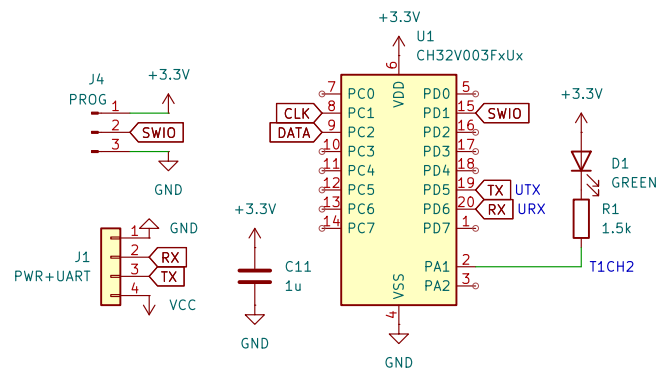 +3.3V
J4
PROG
+3.3V
1
2
SWIO
3
GND
J1
PWR+UART
1
GND
2
RX
3
TX
4
VCC
+3.3V
C11
1u
GND
U1
CH32V003FxUx
6
VDD
7
PC0
PD0
5
CLK
8
PC1
PD1
15
SWIO
DATA
9
PC2
PD2
16
10
PC3
PD3
17
11
PC4
PD4
18
12
PC5
PD5
19
TX
UTX
13
PC6
PD6
20
RX
URX
14
PC7
PD7
1
PA1
2
T1CH2
PA2
3
VSS
4
GND
+3.3V
D1
GREEN
R1
1.5k